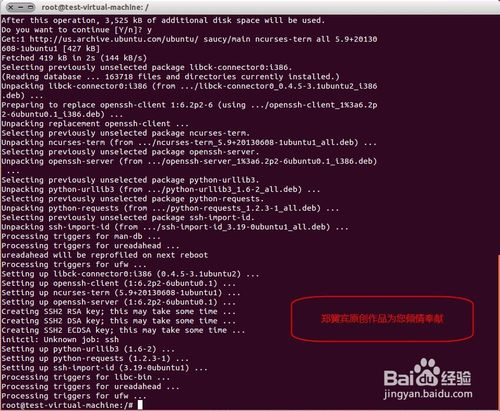 root@test-virtual-machine: /
After this operation, 3,525 kB of additional disk space will be used.
Do you want to continue [Y/n]? y
Get:1 http://us.archive.ubuntu.com/ubuntu/ saucy/main ncurses-term all 5.9+20130
608-1ubuntu1 [427 kB]
Fetched 419 kB in 2s (144 kB/s)
Selecting previously unselected package libck-connector0:i386.
(Reading database ... 163718 files and directories currently installed.)
Unpacking libck-connector0:i386 (from .../libck-connector0_0.4.5-3.1ubuntu2_i386
.deb) ...
Preparing to replace openssh-client 1:6.2p2-6 (using .../openssh-client_1%3a6.2p
2-6ubuntu0.1_i386.deb) ...
Unpacking replacement openssh-client ...
Selecting previously unselected package ncurses-term.
Unpacking ncurses-term (from .../ncurses-term_5.9+20130608-1ubuntu1_all.deb) ...
Selecting previously unselected package openssh-server.
Unpacking openssh-server (from .../openssh-server_1%3a6.2p2-6ubuntu0.1_i386.deb)
...
Selecting previously unselected package python-urllib3.
Unpacking python-urllib3 (from .../python-urllib3_1.6-2_all.deb) ...
Selecting previously unselected package python-requests.
Unpacking python-requests (from .../python-requests_1.2.3-1_all.deb) ...
Selecting previously unselected package ssh-import-id.
Unpacking ssh-import-id (from .../ssh-import-id_3.19-0ubuntu1_all.deb) ...
Processing triggers for man-db ...
Processing triggers for ureadahead ...
ureadahead will be reprofiled on next reboot
Processing triggers for ufw ...
Setting up libck-connector0:i386 (0.4.5-3.1ubuntu2) ...
Setting up openssh-client (1:6.2p2-6ubuntu0.1) ...
Setting up ncurses-term (5.9+20130608-1ubuntu1) ...
Setting up openssh-server (1:6.2p2-6ubuntu0.1) ...
Creating SSH2 RSA key; this may take some time ...
Creating SSH2 DSA key; this may take some time ...
Creating SSH2 ECDSA key; this may take some time ...
initctl: Unknown job: ssh
Setting up python-urllib3 (1.6-2) ...
Setting up python-requests (1.2.3-1) ...
Setting up ssh-import-id (3.19-0ubuntu1) ...
Processing triggers for libc-bin ...
Processing triggers for ureadahead ...
Processing triggers for ufw ...
root@test-virtual-machine:/#
郑冀宾原创作品为您倾情奉献
Baidu经验
jingyan.baidu.com